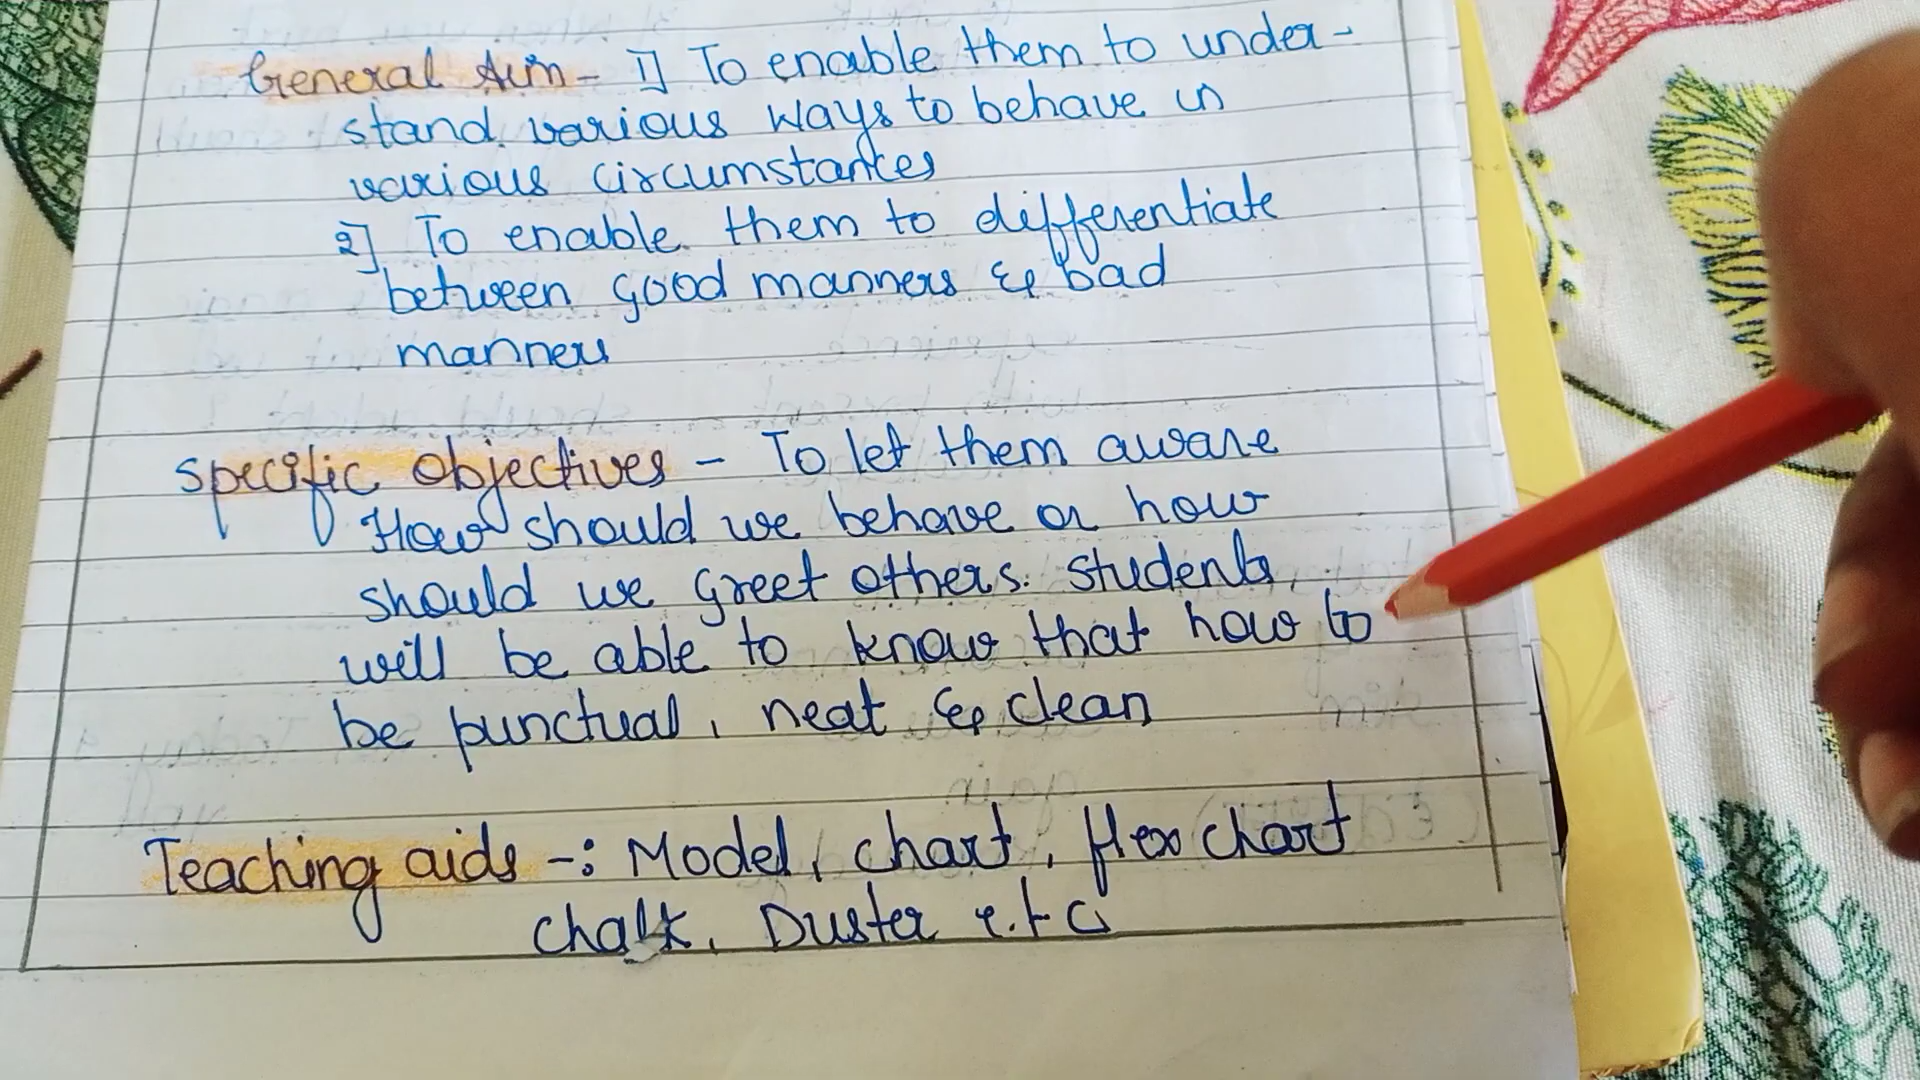 General Aim - 1] To enable them to under-
stand various ways to behave in
various circumstances
2] To enable them to differentiate
between good manners & bad
manners
Specific objectives - To let them aware
How should we behave or how
should we greet others. students
will be able to know that how to
be punctual, neat & clean
Teaching aids -: Model, chart, flex chart
chalk, Duster e.t.c